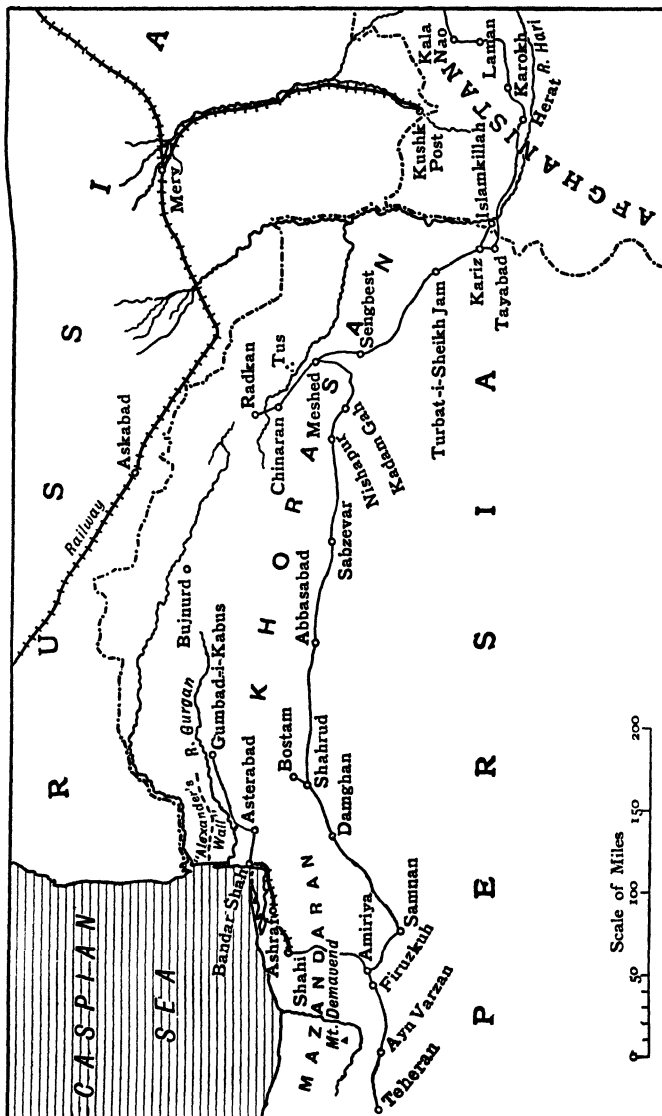 CASPIAN
SEA
RUSSIA
Railway
Askabad
Merv
Kala
Nao
Laman
Karokh
R. Hari
Herat
AFGHANISTAN
Kushk
Post
Islamkillah
Kariz
Tayabad
Turbat-i-Sheikh Jam
Sengbest
Meshed
Tus
Radkan
Chinaran
Kadam Gah
Nishapur
Sabzevar
Abbasabad
KHORASAN
Bujnurd
R. Gurgan
Gumbad-i-Kabus
"Alexander's
Wall"
Asterabad
Bandar Shah
Ashraf
Shahi
MAZANDARAN
Mt. Demavend
Bostam
Shahrud
Damghan
Samnan
Amiriya
Firuzkuh
Ayn Varzan
Teheran
PERSIA
Scale of Miles
0 50 100 150 200